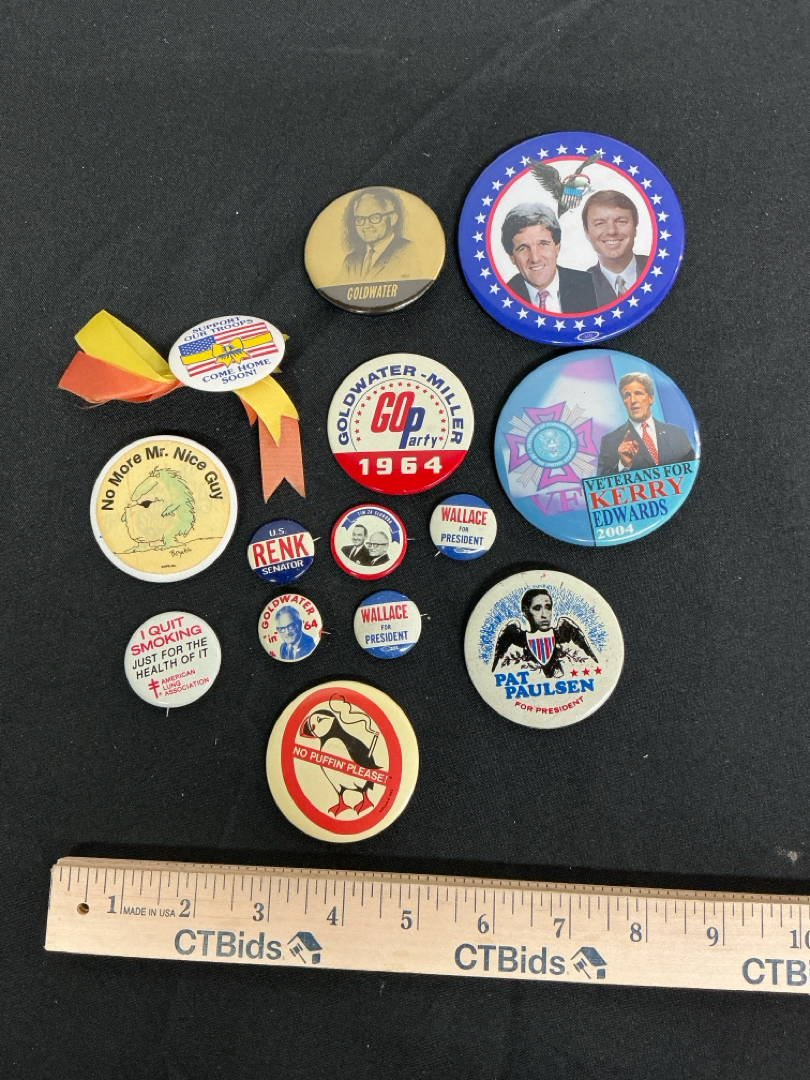 GOLDWATER
SUPPORT
OUR TROOPS
COME HOME
SOON!
GOLDWATER-MILLER
GOP
arty
1964
VETERANS FOR
KERRY
EDWARDS
2004
VF
No More Mr. Nice Guy
U.S.
RENK
SENATOR
WALLACE
FOR
PRESIDENT
GOLDWATER
"in" '64
WALLACE
FOR
PRESIDENT
I QUIT
SMOKING
JUST FOR THE
HEALTH OF IT
AMERICAN
LUNG
ASSOCIATION
PAT
PAULSEN
FOR PRESIDENT
NO PUFFIN' PLEASE!
1 MADE IN USA 2 3 4 5 6 7 8 9 10
CTBids CTBids CTB